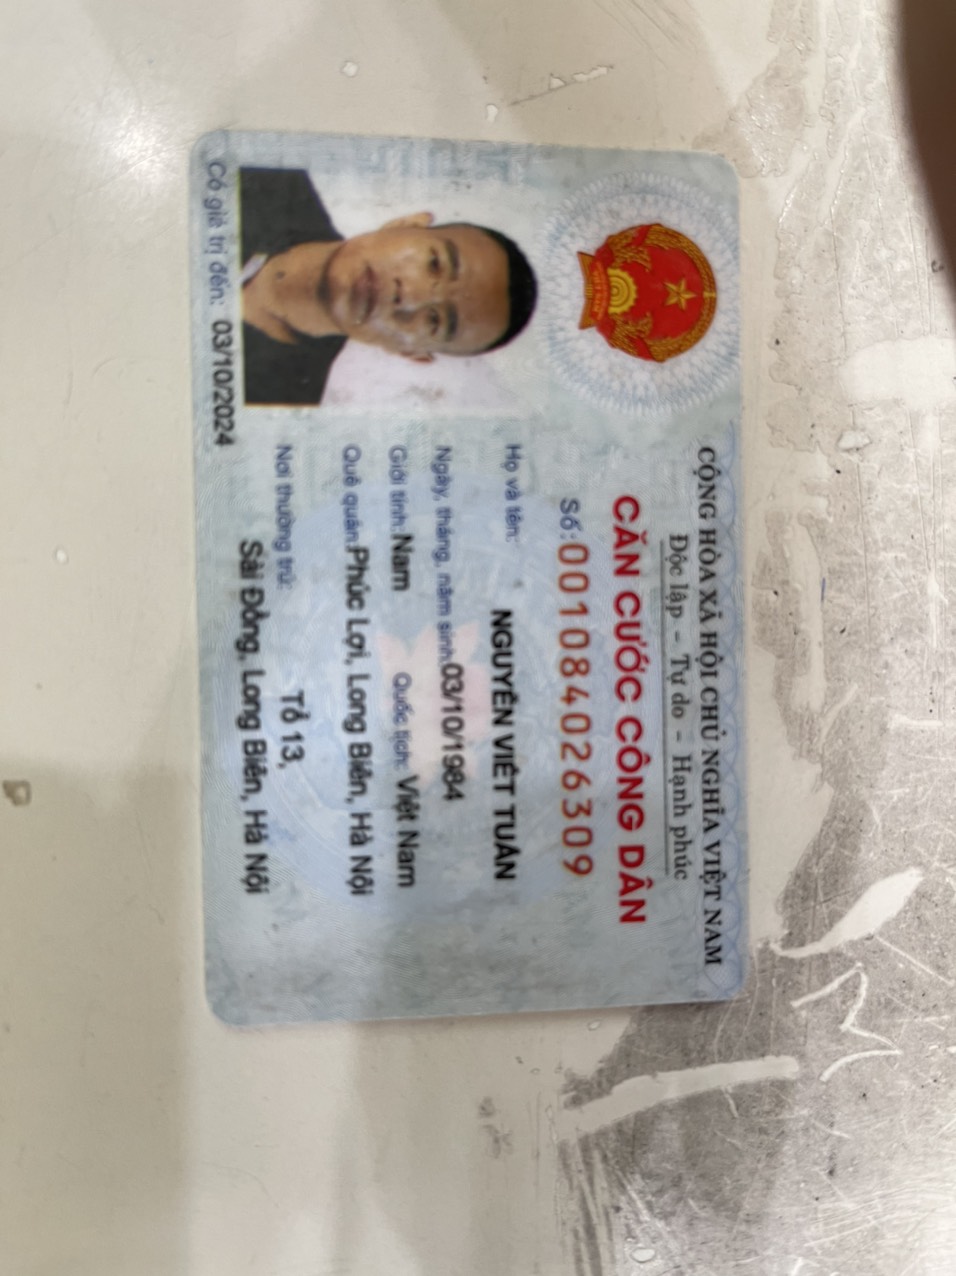 CỘNG HÒA XÃ HỘI CHỦ NGHĨA VIỆT NAM
Độc lập - Tự do - Hạnh phúc
CĂN CƯỚC CÔNG DÂN
Số: 001084026309
Họ và tên:
NGUYỄN VIẾT TUẤN
Ngày, tháng, năm sinh: 03/10/1984
Giới tính: Nam Quốc tịch: Việt Nam
Quê quán: Phúc Lợi, Long Biên, Hà Nội
Nơi thường trú: Tổ 13,
Sài Đồng, Long Biên, Hà Nội
Có giá trị đến: 03/10/2024